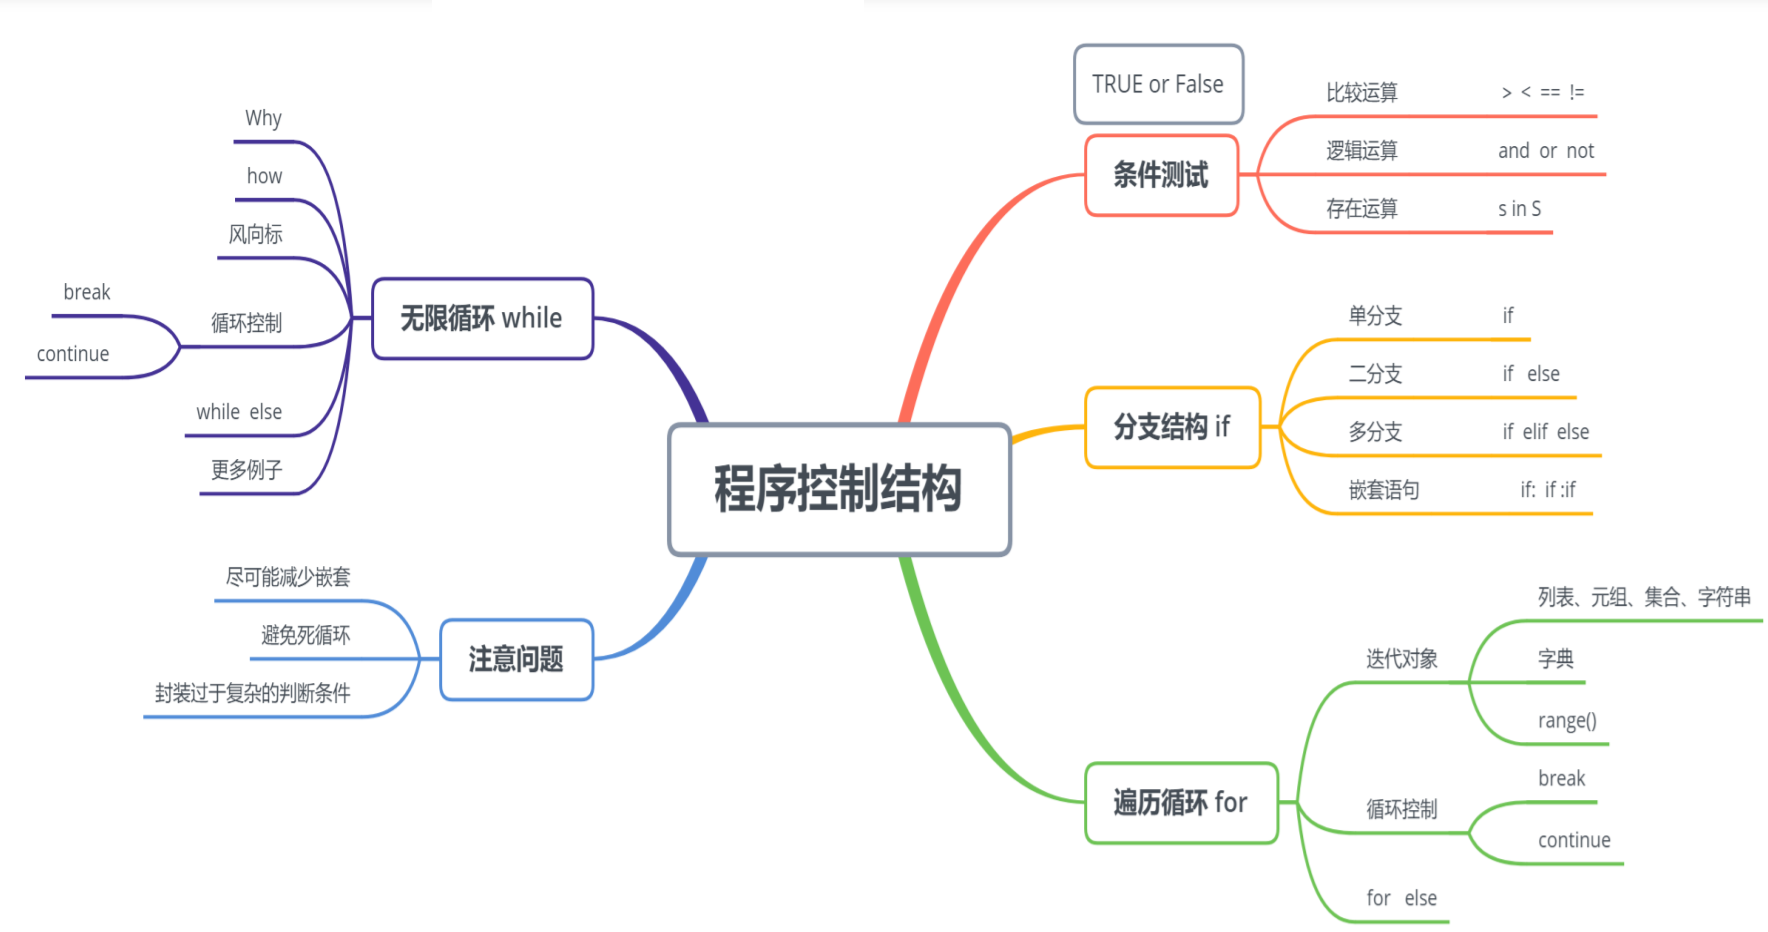 程序控制结构
TRUE or False
条件测试
比较运算 > < == !=
逻辑运算 and or not
存在运算 s in S
分支结构 if
单分支 if
二分支 if else
多分支 if elif else
嵌套语句 if: if :if
遍历循环 for
迭代对象
列表、元组、集合、字符串
字典
range()
循环控制
break
continue
for else
无限循环 while
Why
how
风向标
循环控制
break
continue
while else
更多例子
注意问题
尽可能减少嵌套
避免死循环
封装过于复杂的判断条件